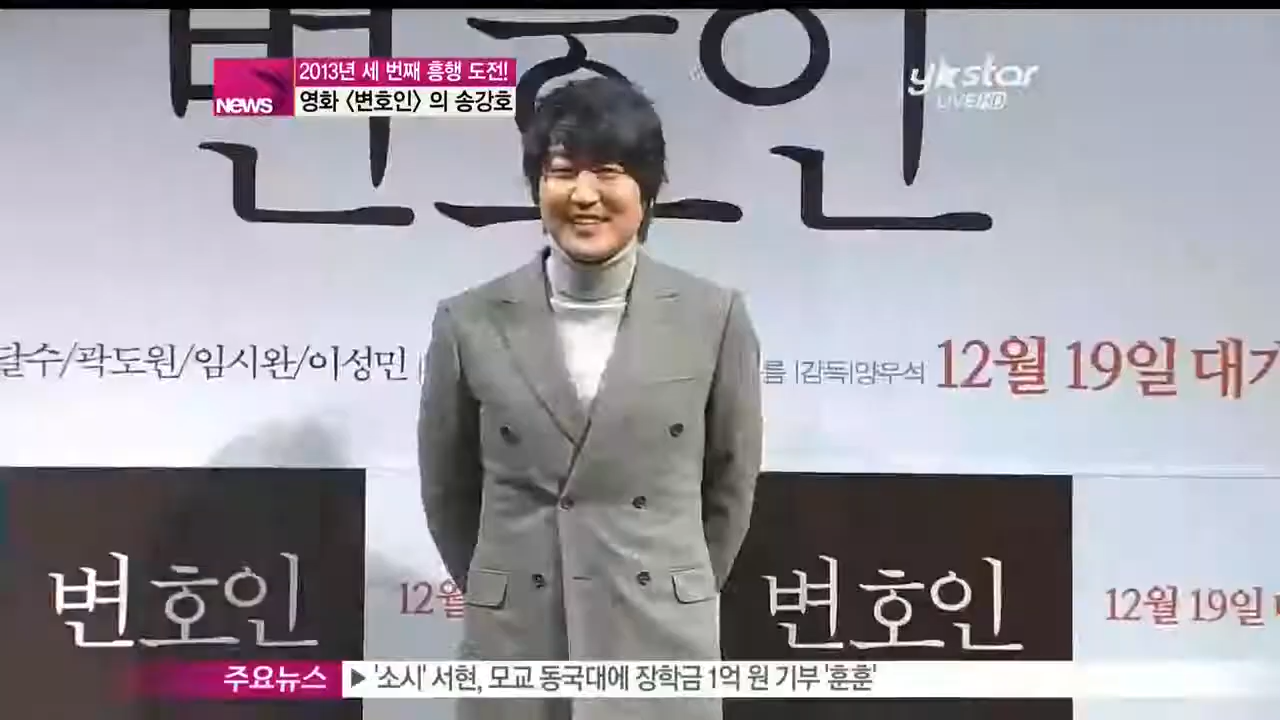 변호인
2013년 세 번째 흥행 도전!
NEWS
영화 <변호인> 의 송강호
ykstar
LIVE HD
달수/곽도원/임시완/이성민
름 |감독|양우석
12월 19일 대
변호인
12월
변호인
12월 19일
주요뉴스
▶ '소시' 서현, 모교 동국대에 장학금 1억 원 기부 '훈훈'